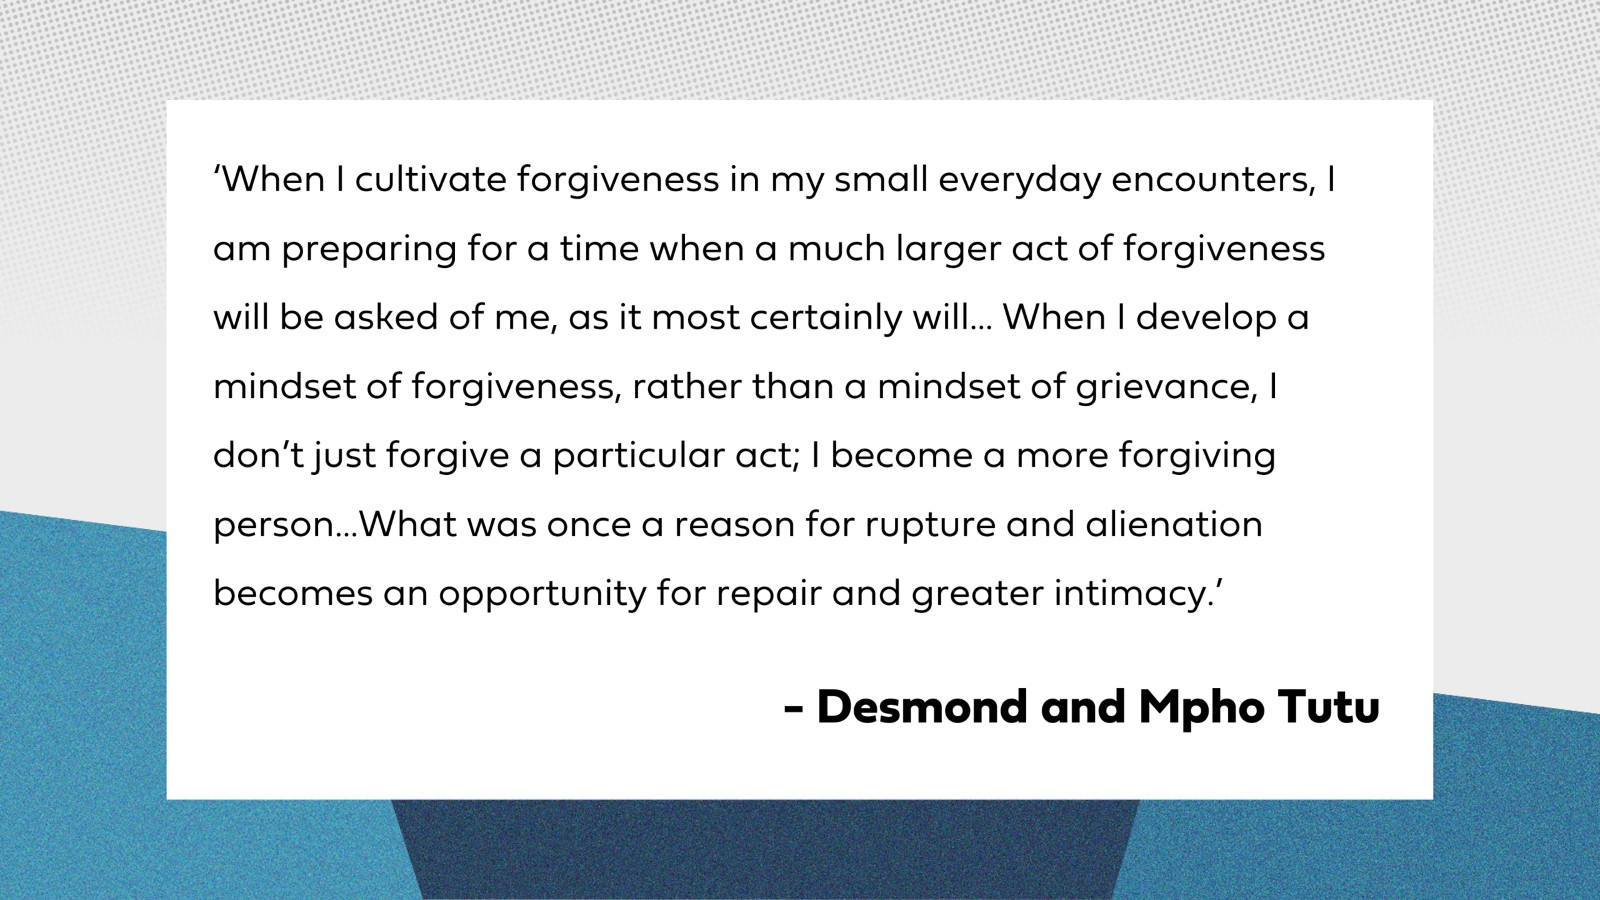 ‘When I cultivate forgiveness in my small everyday encounters, I
am preparing for a time when a much larger act of forgiveness
will be asked of me, as it most certainly will... When I develop a
mindset of forgiveness, rather than a mindset of grievance, I
don’t just forgive a particular act; I become a more forgiving
person...What was once a reason for rupture and alienation
becomes an opportunity for repair and greater intimacy.’
- Desmond and Mpho Tutu